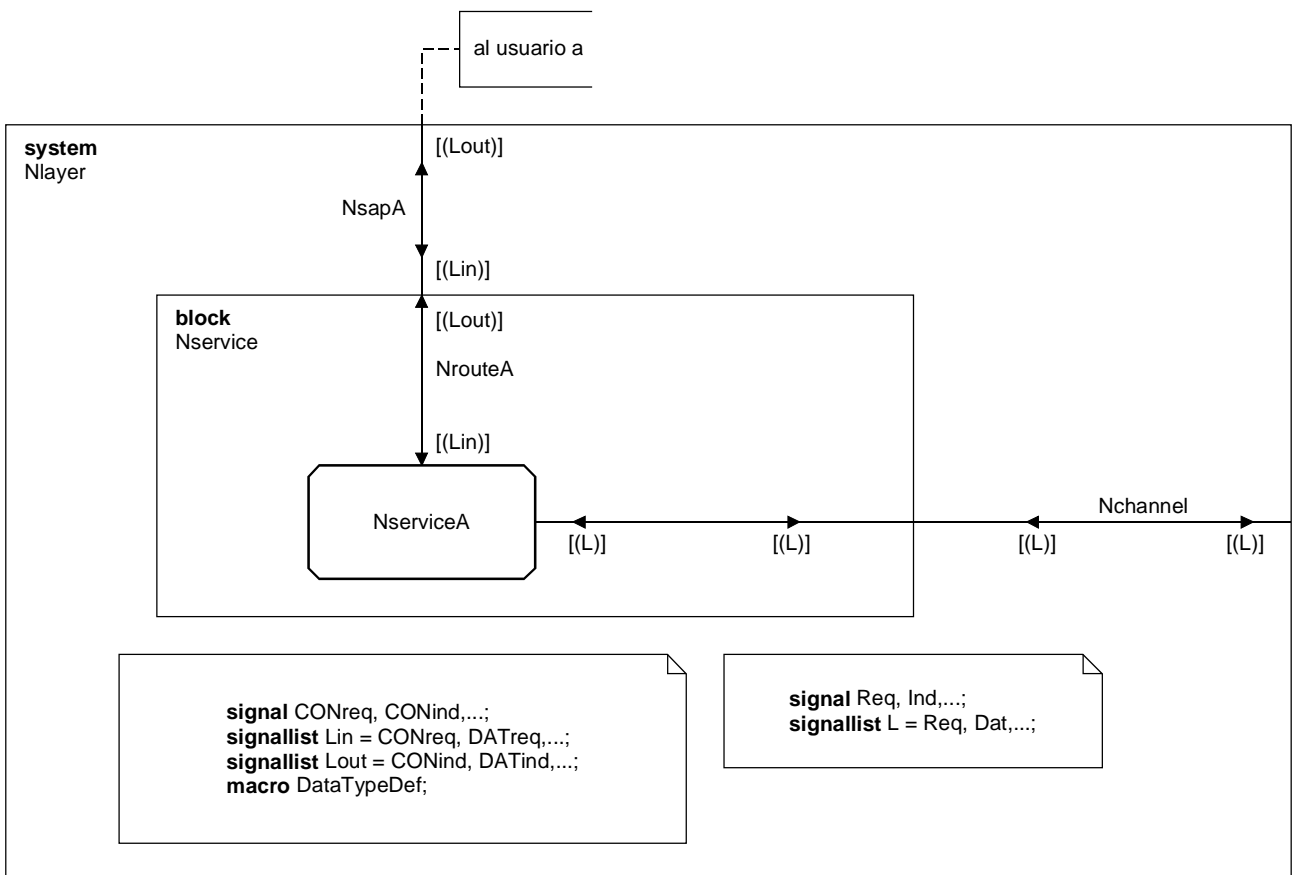 al usuario a
system
Nlayer
[(Lout)]
NsapA
[(Lin)]
block
Nservice
[(Lout)]
NrouteA
[(Lin)]
NserviceA
Nchannel
[(L)]
[(L)]
[(L)]
[(L)]
signal CONreq, CONind,...;
signallist Lin = CONreq, DATreq,...;
signallist Lout = CONind, DATind,...;
macro DataTypeDef;
signal Req, Ind,...;
signallist L = Req, Dat,...;